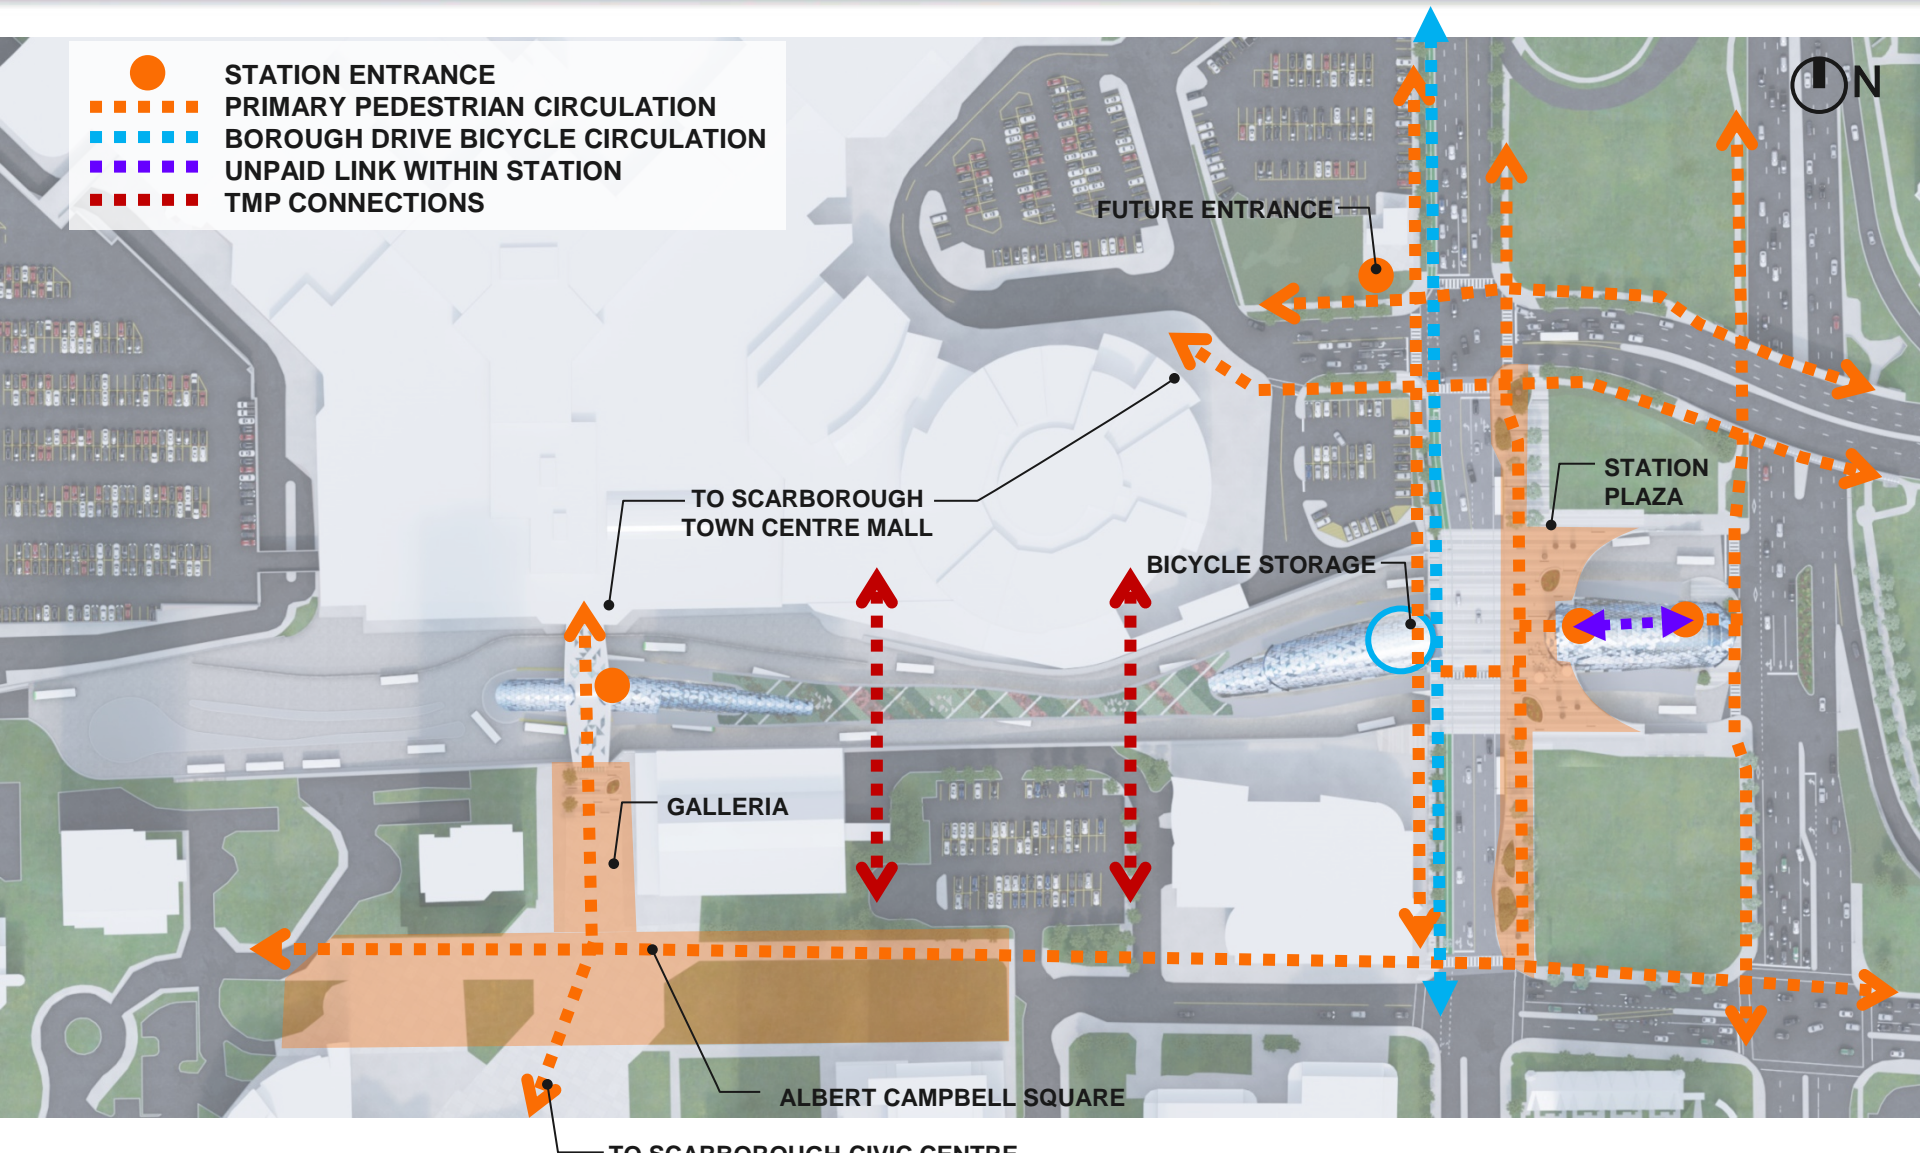 STATION ENTRANCE
PRIMARY PEDESTRIAN CIRCULATION
BOROUGH DRIVE BICYCLE CIRCULATION
UNPAID LINK WITHIN STATION
TMP CONNECTIONS
N
FUTURE ENTRANCE
STATION
PLAZA
TO SCARBOROUGH
TOWN CENTRE MALL
BICYCLE STORAGE
GALLERIA
ALBERT CAMPBELL SQUARE
TO SCARBOROUGH CIVIC CENTRE